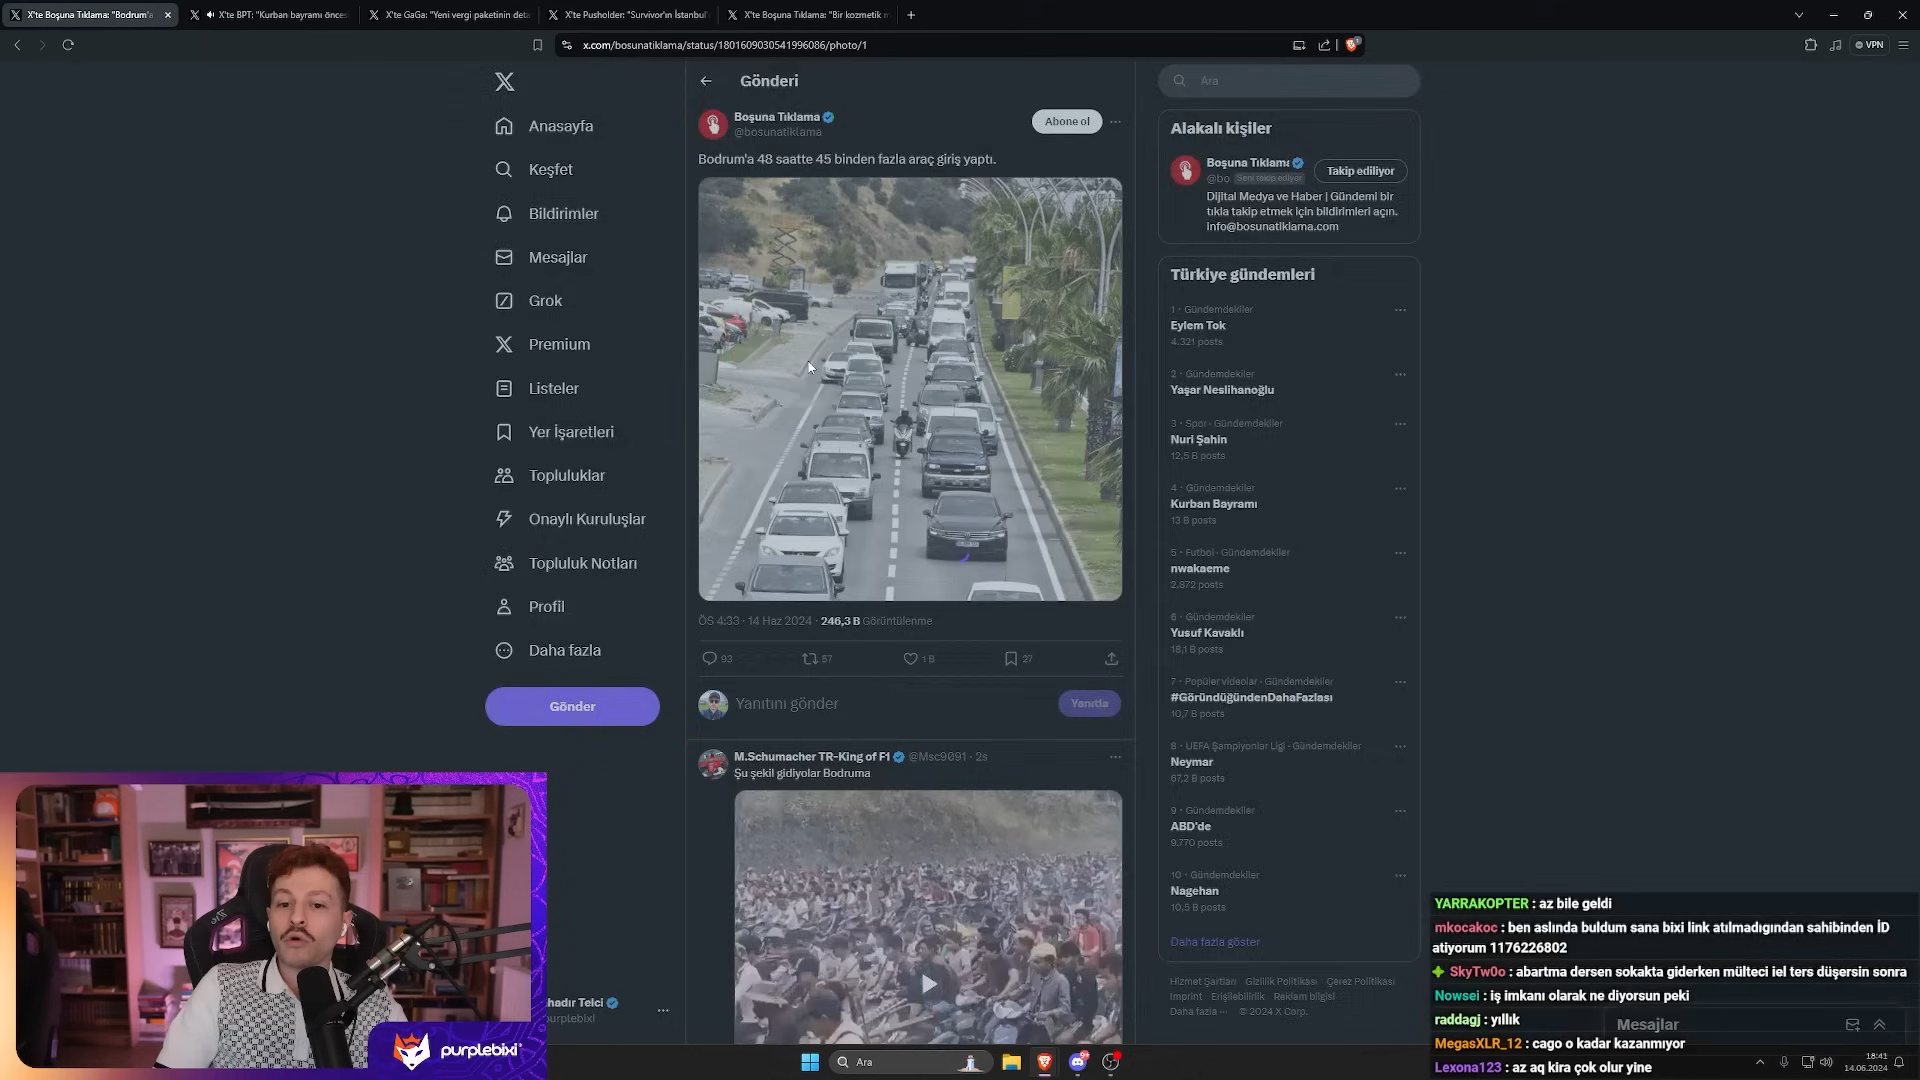 X'te Boşuna Tıklama: "Bodrum'a
X'te BPT: "Kurban bayramı önces
X'te GaGa: "Yeni vergi paketinin deta
X'te Pusholder: "Survivor'ın İstanbul'
X'te Boşuna Tıklama: "Bir kozmetik m
x.com/bosunatiklama/status/1801609030541996086/photo/1
VPN
Anasayfa
Keşfet
Bildirimler
Mesajlar
Grok
Premium
Listeler
Yer İşaretleri
Topluluklar
Onaylı Kuruluşlar
Topluluk Notları
Profil
Daha fazla
Gönder
hadır Telci
purplebixi
Gönderi
Boşuna Tıklama
@bosunatiklama
Abone ol
Bodrum'a 48 saatte 45 binden fazla araç giriş yaptı.
ÖS 4:33 · 14 Haz 2024 · 246,3 B Görüntülenme
93 57 1 B 27
Yanıtını gönder
Yanıtla
M.Schumacher TR-King of F1 @Msc9091 · 2s
Şu şekil gidiyolar Bodruma
Ara
Alakalı kişiler
Boşuna Tıklama
@bo Seni takip ediyor
Takip ediliyor
Dijital Medya ve Haber | Gündemi bir
tıkla takip etmek için bildirimleri açın.
info@bosunatiklama.com
Türkiye gündemleri
1 · Gündemdekiler
Eylem Tok
4.321 posts
2 · Gündemdekiler
Yaşar Neslihanoğlu
3 · Spor · Gündemdekiler
Nuri Şahin
12,5 B posts
4 · Gündemdekiler
Kurban Bayramı
13 B posts
5 · Futbol · Gündemdekiler
nwakaeme
2.872 posts
6 · Gündemdekiler
Yusuf Kavaklı
18,1 B posts
7 · Popüler videolar · Gündemdekiler
#GöründüğündenDahaFazlası
10,7 B posts
8 · UEFA Şampiyonlar Ligi · Gündemdekiler
Neymar
67,2 B posts
9 · Gündemdekiler
ABD'de
9.770 posts
10 · Gündemdekiler
Nagehan
10,5 B posts
Daha fazla göster
Hizmet Şartları Gizlilik Politikası Çerez Politikası
Imprint Erişilebilirlik Reklam bilgisi
Daha fazla ··· © 2024 X Corp.
Mesajlar
YARRAKOPTER : az bile geldi
mkocakoc : ben aslında buldum sana bixi link atılmadıgından sahibinden İD
atiyorum 1176226802
SkyTw0o : abartma dersen sokakta giderken mülteci iel ters düşersin sonra
Nowsei : iş imkanı olarak ne diyorsun peki
raddagj : yıllık
MegasXLR_12 : cago o kadar kazanmıyor
Lexona123 : az aq kira çok olur yine
purplebixi
Ara
18:41
14.06.2024